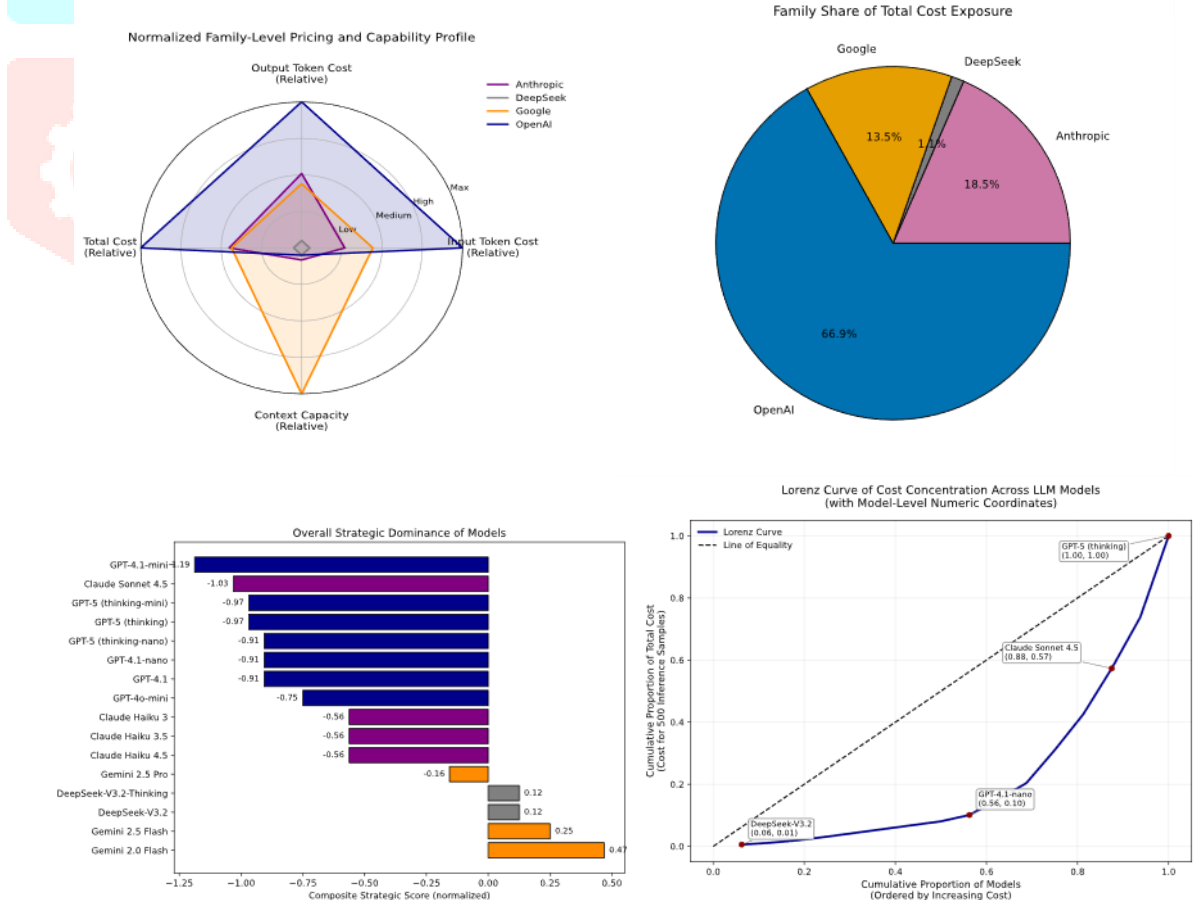 Normalized Family-Level Pricing and Capability Profile
Output Token Cost
(Relative)
Anthropic
DeepSeek
Google
OpenAI
Max
High
Medium
Low
Total Cost
(Relative)
Input Token Cost
(Relative)
Context Capacity
(Relative)
Family Share of Total Cost Exposure
Google
DeepSeek
Anthropic
OpenAI
13.5%
1.1%
18.5%
66.9%
Overall Strategic Dominance of Models
GPT-4.1-mini -1.19
Claude Sonnet 4.5 -1.03
GPT-5 (thinking-mini) -0.97
GPT-5 (thinking) -0.97
GPT-5 (thinking-nano) -0.91
GPT-4.1-nano -0.91
GPT-4.1 -0.91
GPT-4o-mini -0.75
Claude Haiku 3 -0.56
Claude Haiku 3.5 -0.56
Claude Haiku 4.5 -0.56
Gemini 2.5 Pro -0.16
DeepSeek-V3.2-Thinking 0.12
DeepSeek-V3.2 0.12
Gemini 2.5 Flash 0.25
Gemini 2.0 Flash 0.47
−1.25 −1.00 −0.75 −0.50 −0.25 0.00 0.25 0.50
Composite Strategic Score (normalized)
Lorenz Curve of Cost Concentration Across LLM Models
(with Model-Level Numeric Coordinates)
Lorenz Curve
Line of Equality
GPT-5 (thinking)
(1.00, 1.00)
Claude Sonnet 4.5
(0.88, 0.57)
GPT-4.1-nano
(0.56, 0.10)
DeepSeek-V3.2
(0.06, 0.01)
1.0
0.8
0.6
0.4
0.2
0.0
Cumulative Proportion of Total Cost
(Cost for 500 Inference Samples)
0.0 0.2 0.4 0.6 0.8 1.0
Cumulative Proportion of Models
(Ordered by Increasing Cost)